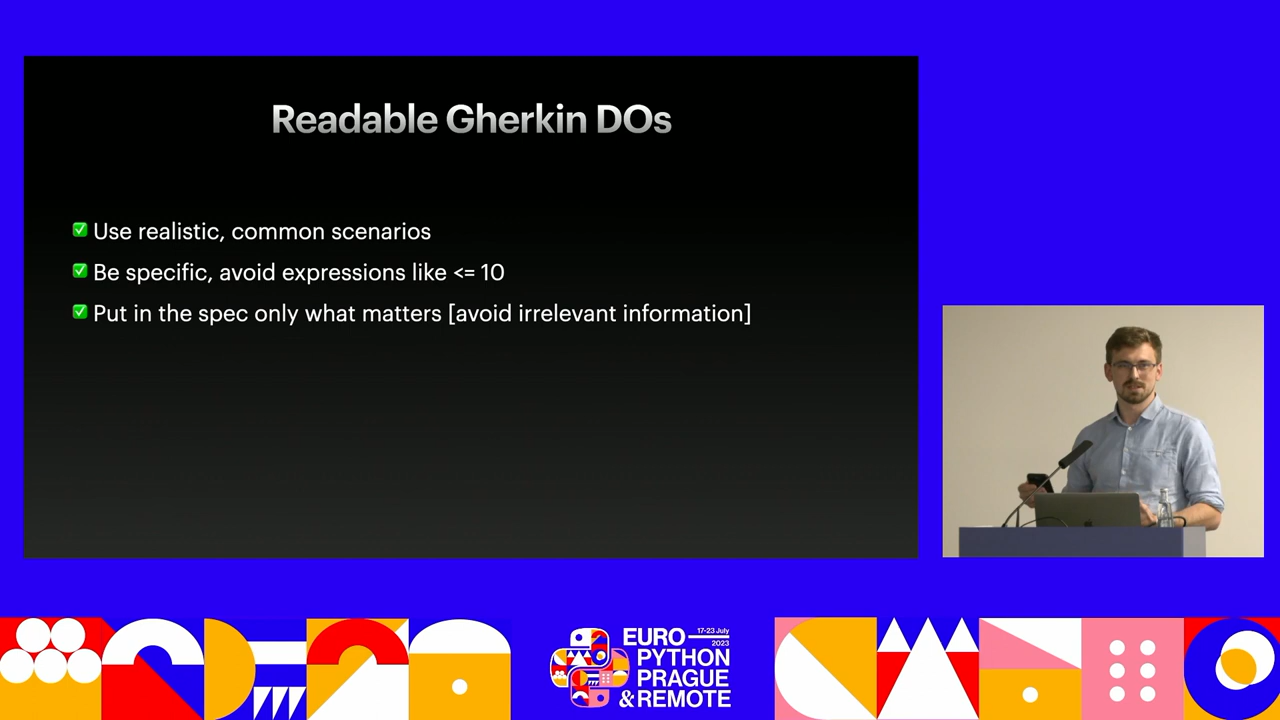 Readable Gherkin DOs
✅ Use realistic, common scenarios
✅ Be specific, avoid expressions like <= 10
✅ Put in the spec only what matters [avoid irrelevant information]
EURO 17-23 July 2023
PYTHON
PRAGUE
& REMOTE